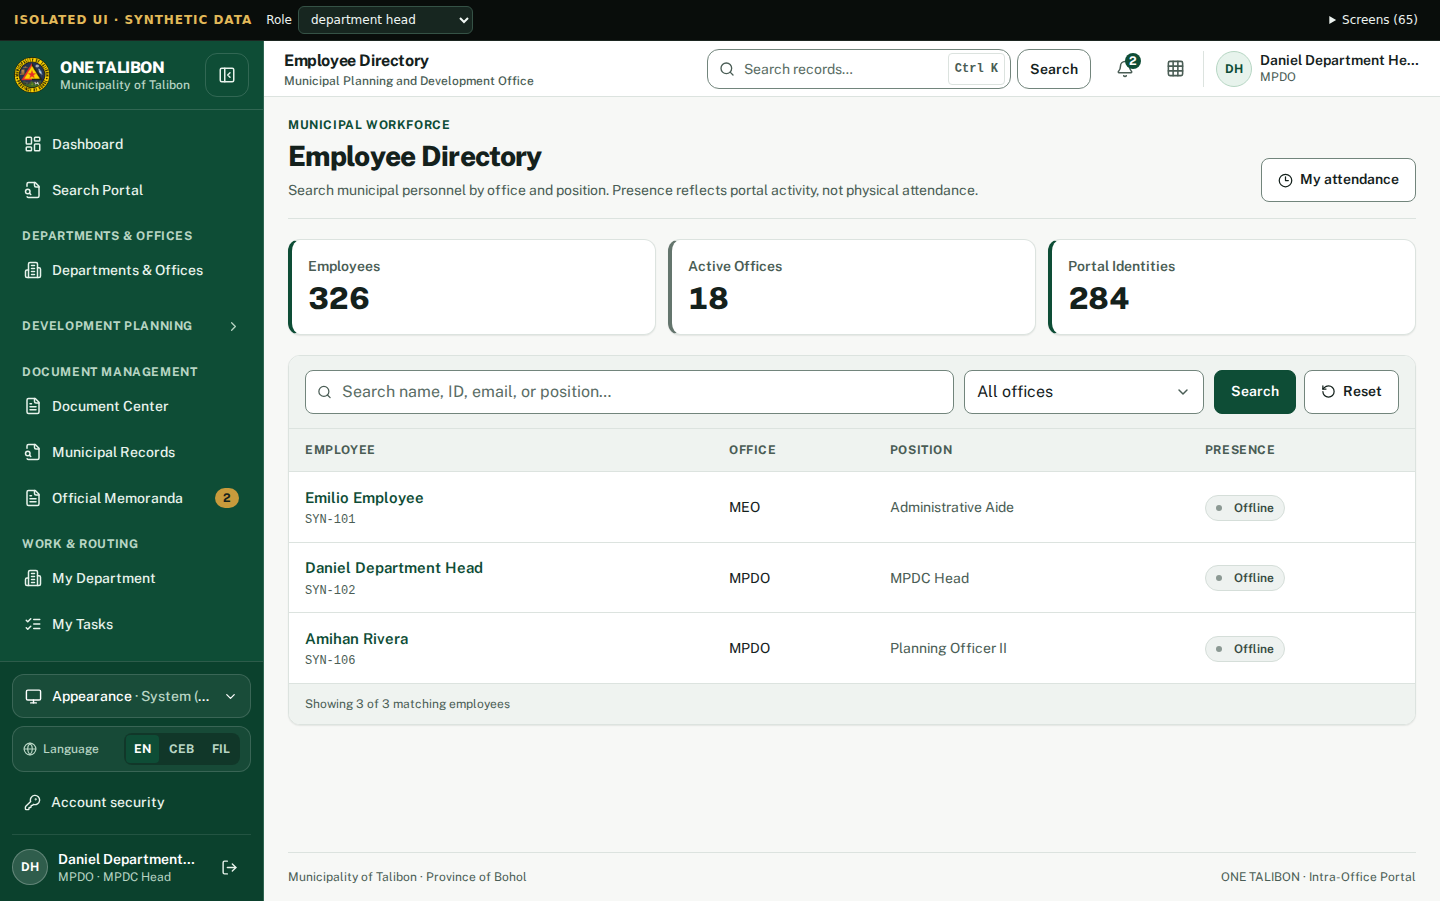 ISOLATED UI · SYNTHETIC DATA Role department head ▶ Screens (65)
ONE TALIBON
Municipality of Talibon
Dashboard
Search Portal
DEPARTMENTS & OFFICES
Departments & Offices
DEVELOPMENT PLANNING
DOCUMENT MANAGEMENT
Document Center
Municipal Records
Official Memoranda 2
WORK & ROUTING
My Department
My Tasks
Appearance · System (...
Language EN CEB FIL
Account security
DH Daniel Department...
MPDO · MPDC Head
Employee Directory
Municipal Planning and Development Office
Search records... Ctrl K Search 2
DH Daniel Department He...
MPDO
MUNICIPAL WORKFORCE
Employee Directory
Search municipal personnel by office and position. Presence reflects portal activity, not physical attendance.
My attendance
Employees
326
Active Offices
18
Portal Identities
284
Search name, ID, email, or position... All offices Search Reset
EMPLOYEE OFFICE POSITION PRESENCE
Emilio Employee
SYN-101
MEO Administrative Aide Offline
Daniel Department Head
SYN-102
MPDO MPDC Head Offline
Amihan Rivera
SYN-106
MPDO Planning Officer II Offline
Showing 3 of 3 matching employees
Municipality of Talibon · Province of Bohol ONE TALIBON · Intra-Office Portal